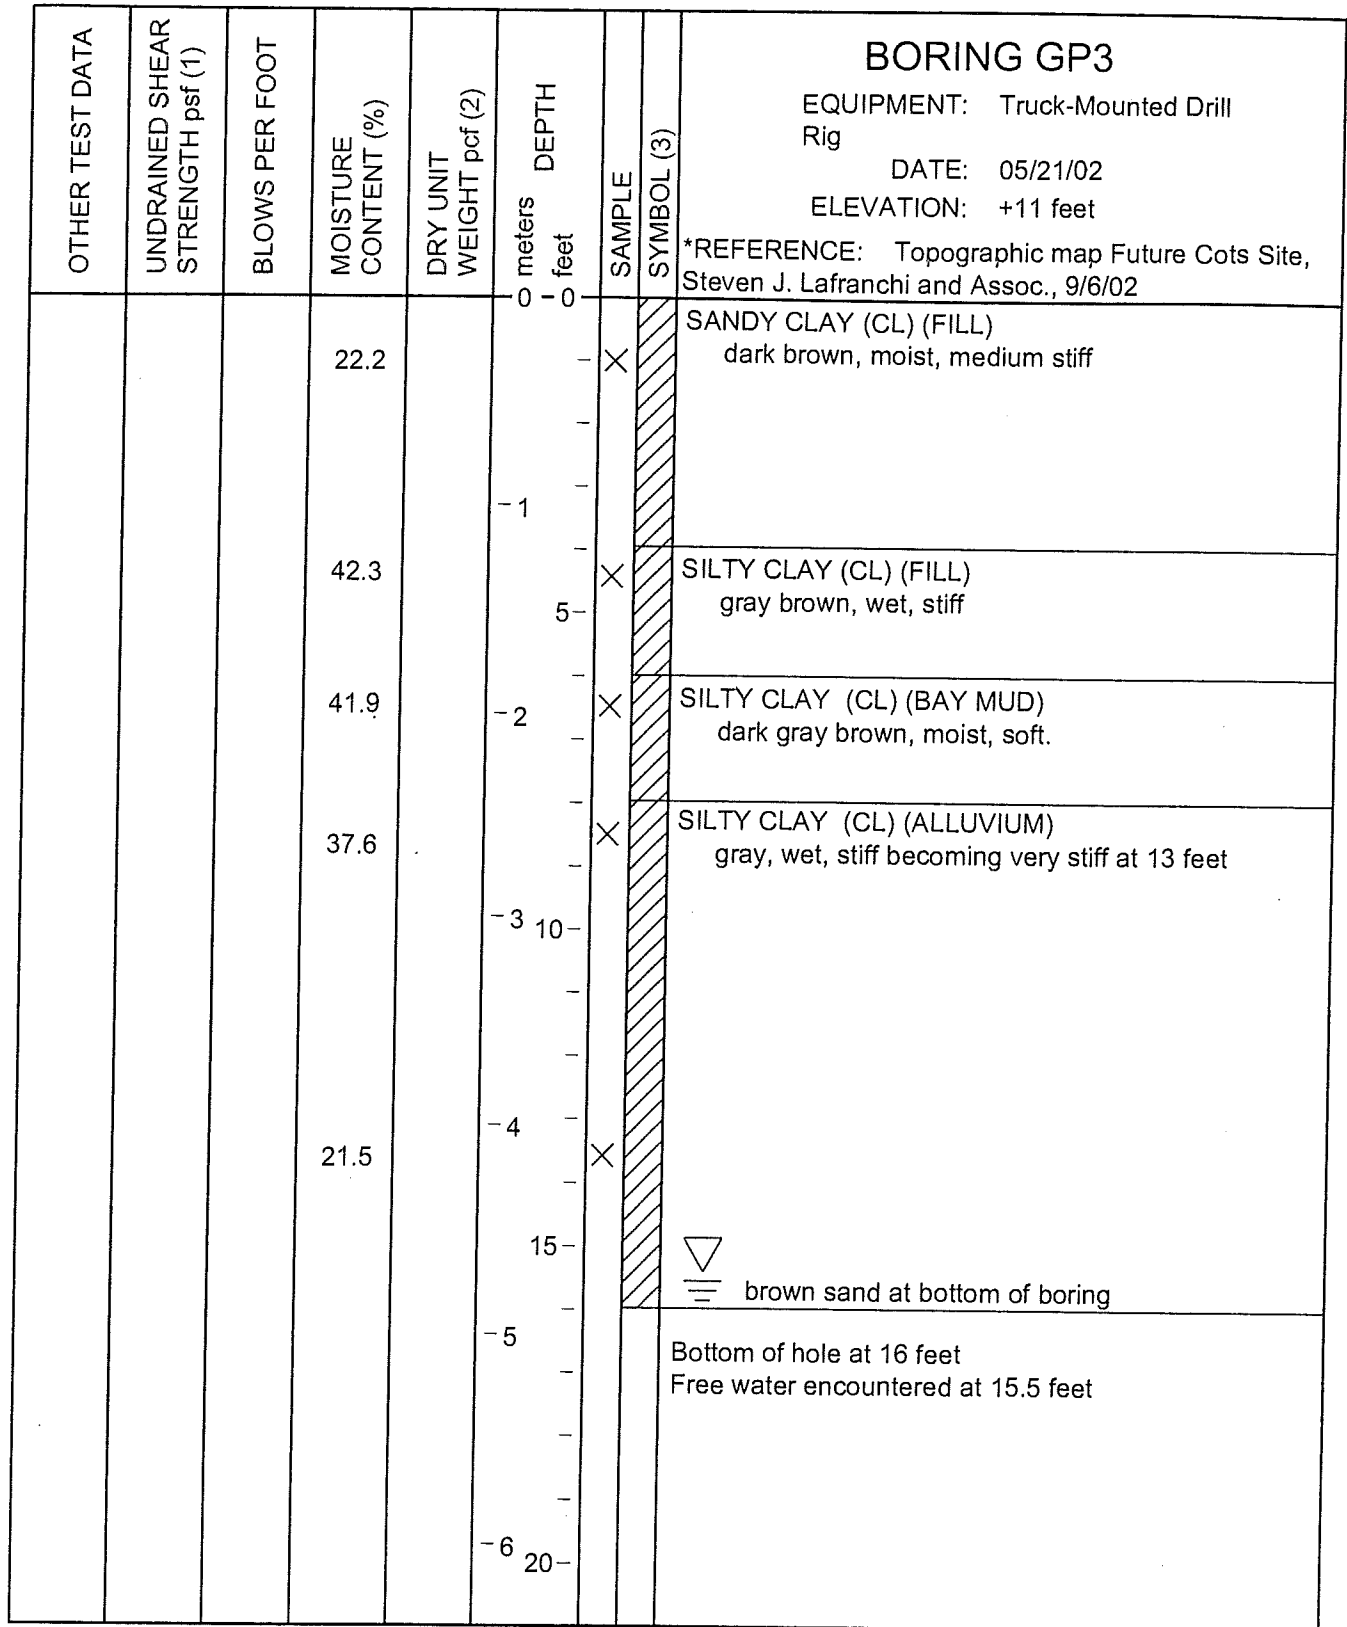 OTHER TEST DATA
UNDRAINED SHEAR
STRENGTH psf (1)
BLOWS PER FOOT
MOISTURE
CONTENT (%)
DRY UNIT
WEIGHT pcf (2)
DEPTH
meters
feet
SAMPLE
SYMBOL (3)
BORING GP3
EQUIPMENT: Truck-Mounted Drill
Rig
DATE: 05/21/02
ELEVATION: +11 feet
*REFERENCE: Topographic map Future Cots Site,
Steven J. Lafranchi and Assoc., 9/6/02
0 0
SANDY CLAY (CL) (FILL)
22.2 dark brown, moist, medium stiff
1
42.3 SILTY CLAY (CL) (FILL)
gray brown, wet, stiff
5
41.9 2 SILTY CLAY (CL) (BAY MUD)
dark gray brown, moist, soft.
37.6 SILTY CLAY (CL) (ALLUVIUM)
gray, wet, stiff becoming very stiff at 13 feet
3 10
4
21.5
15
brown sand at bottom of boring
5
Bottom of hole at 16 feet
Free water encountered at 15.5 feet
6 20